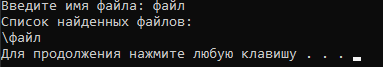 Введите имя файла: файл
Список найденных файлов:
\файл
Для продолжения нажмите любую клавишу . . .